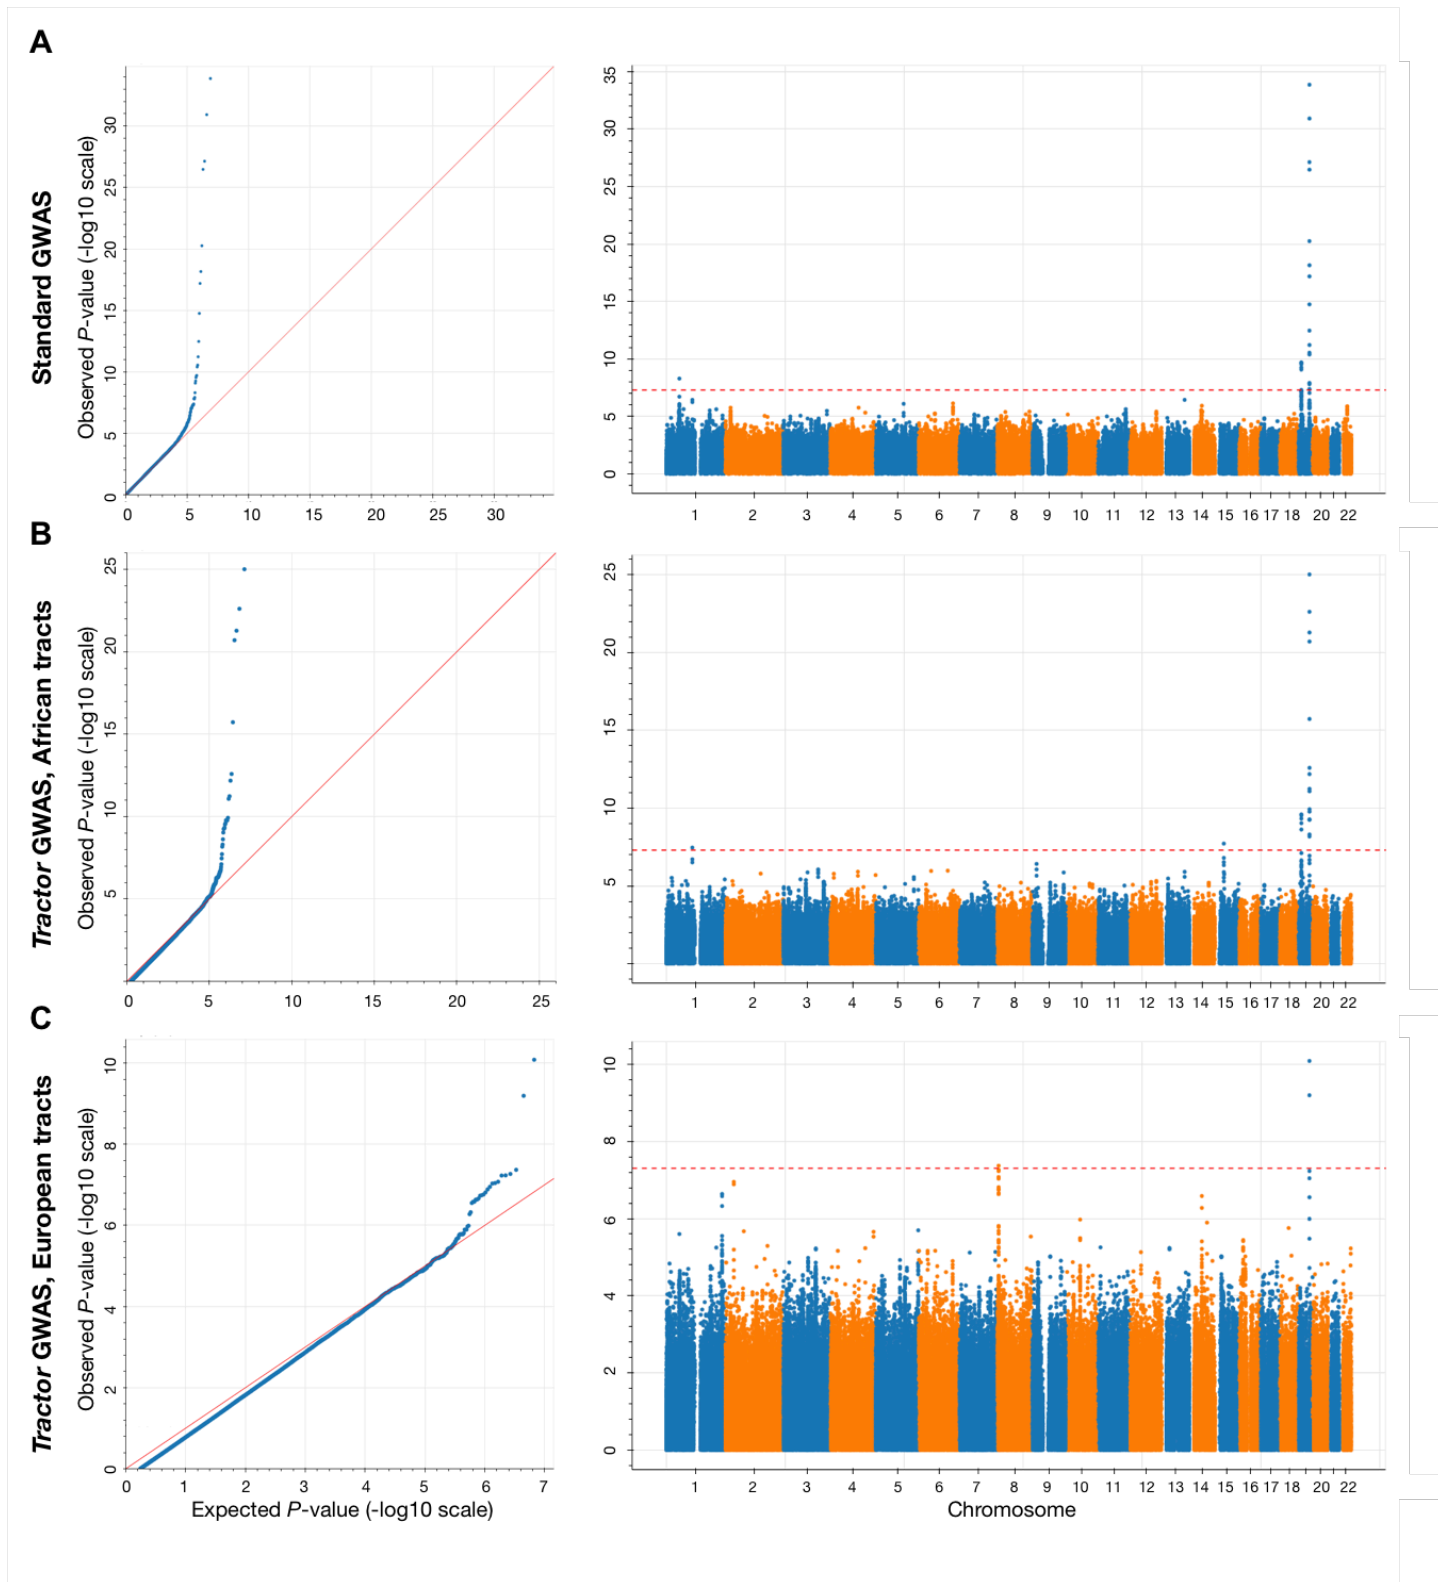 A
Standard GWAS
Observed P-value (-log10 scale)
0 5 10 15 20 25 30
0 5 10 15 20 25 30
0 5 10 15 20 25 30 35
1 2 3 4 5 6 7 8 9 10 11 12 13 14 15 16 17 18 20 22
B
Tractor GWAS, African tracts
Observed P-value (-log10 scale)
5 10 15 20 25
0 5 10 15 20 25
5 10 15 20 25
1 2 3 4 5 6 7 8 9 10 11 12 13 14 15 16 17 18 20 22
C
Tractor GWAS, European tracts
Observed P-value (-log10 scale)
0 2 4 6 8 10
0 1 2 3 4 5 6 7
Expected P-value (-log10 scale)
0 2 4 6 8 10
1 2 3 4 5 6 7 8 9 10 11 12 13 14 15 16 17 18 20 22
Chromosome